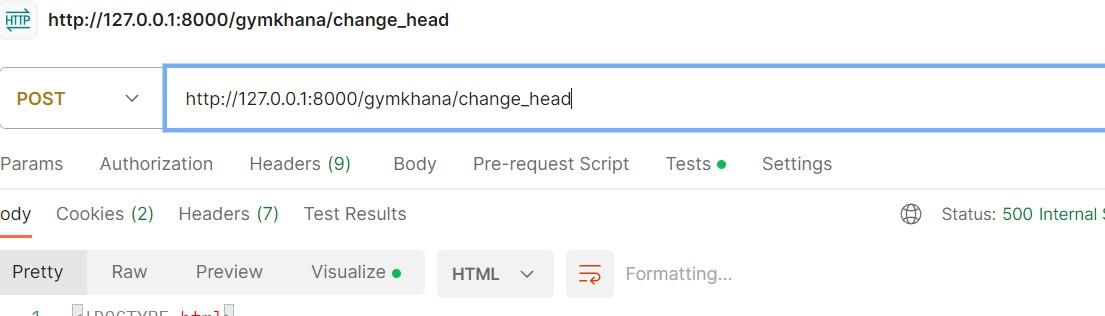 HTTP http://127.0.0.1:8000/gymkhana/change_head
POST http://127.0.0.1:8000/gymkhana/change_head
Params Authorization Headers (9) Body Pre-request Script Tests Settings
ody Cookies (2) Headers (7) Test Results Status: 500 Internal S
Pretty Raw Preview Visualize HTML Formatting...
1 <!DOCTYPE html>